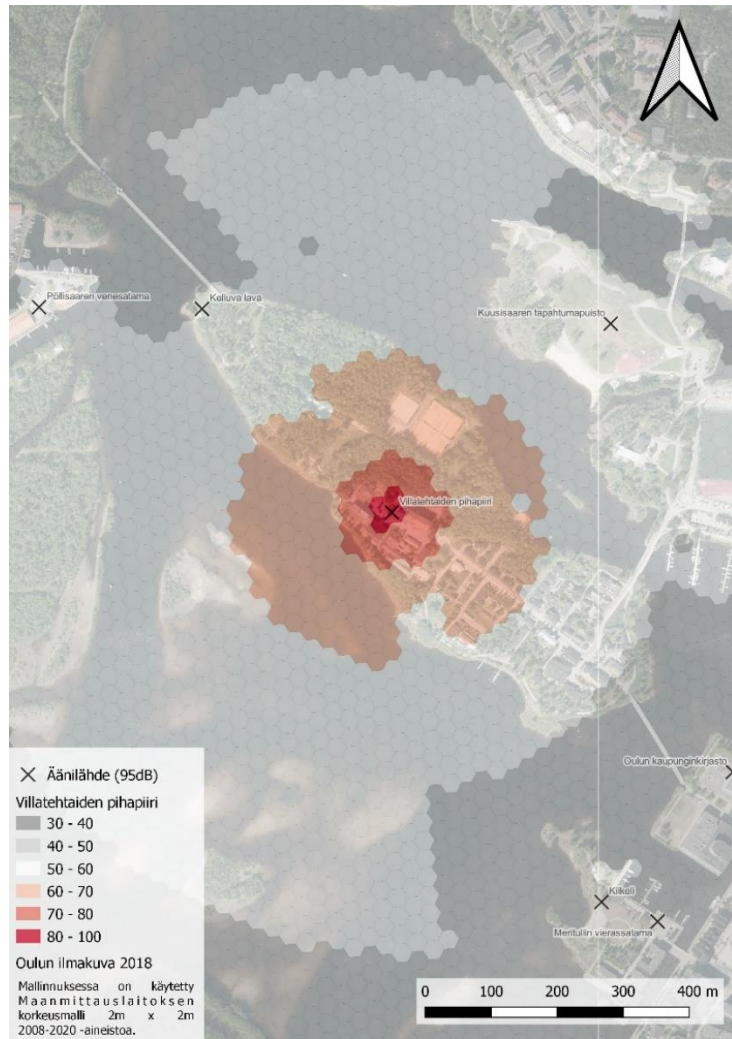 Pöllisaaren venesatama
Kelluva lava
Kuusisaaren tapahtumapuisto
Villatehtaiden pihapiiri
Oulun kaupunginkirjasto
Kiikeli
Meritullin vierassatama
Äänilähde (95dB)
Villatehtaiden pihapiiri
30 - 40
40 - 50
50 - 60
60 - 70
70 - 80
80 - 100
Oulun ilmakuva 2018
Mallinnuksessa on käytetty
Maanmittauslaitoksen
korkeusmalli 2m x 2m
2008-2020 -aineistoa.
0 100 200 300 400 m